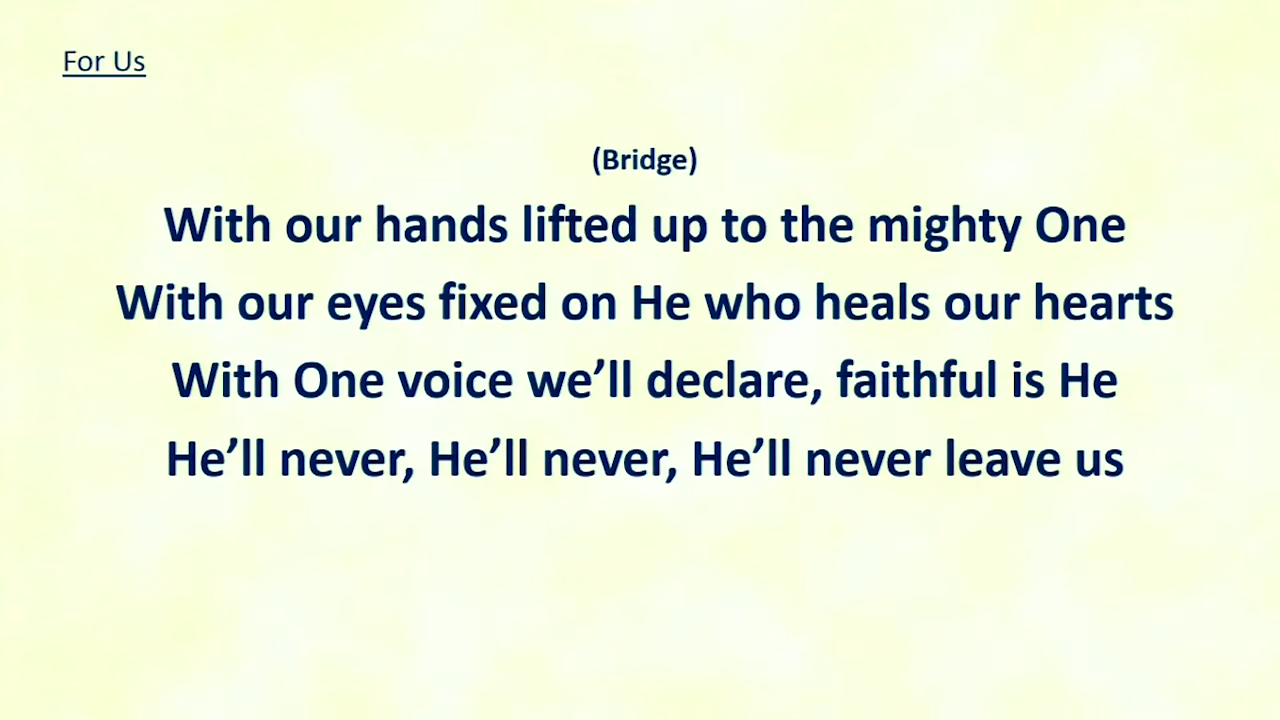 For Us
(Bridge)
With our hands lifted up to the mighty One
With our eyes fixed on He who heals our hearts
With One voice we’ll declare, faithful is He
He’ll never, He’ll never, He’ll never leave us